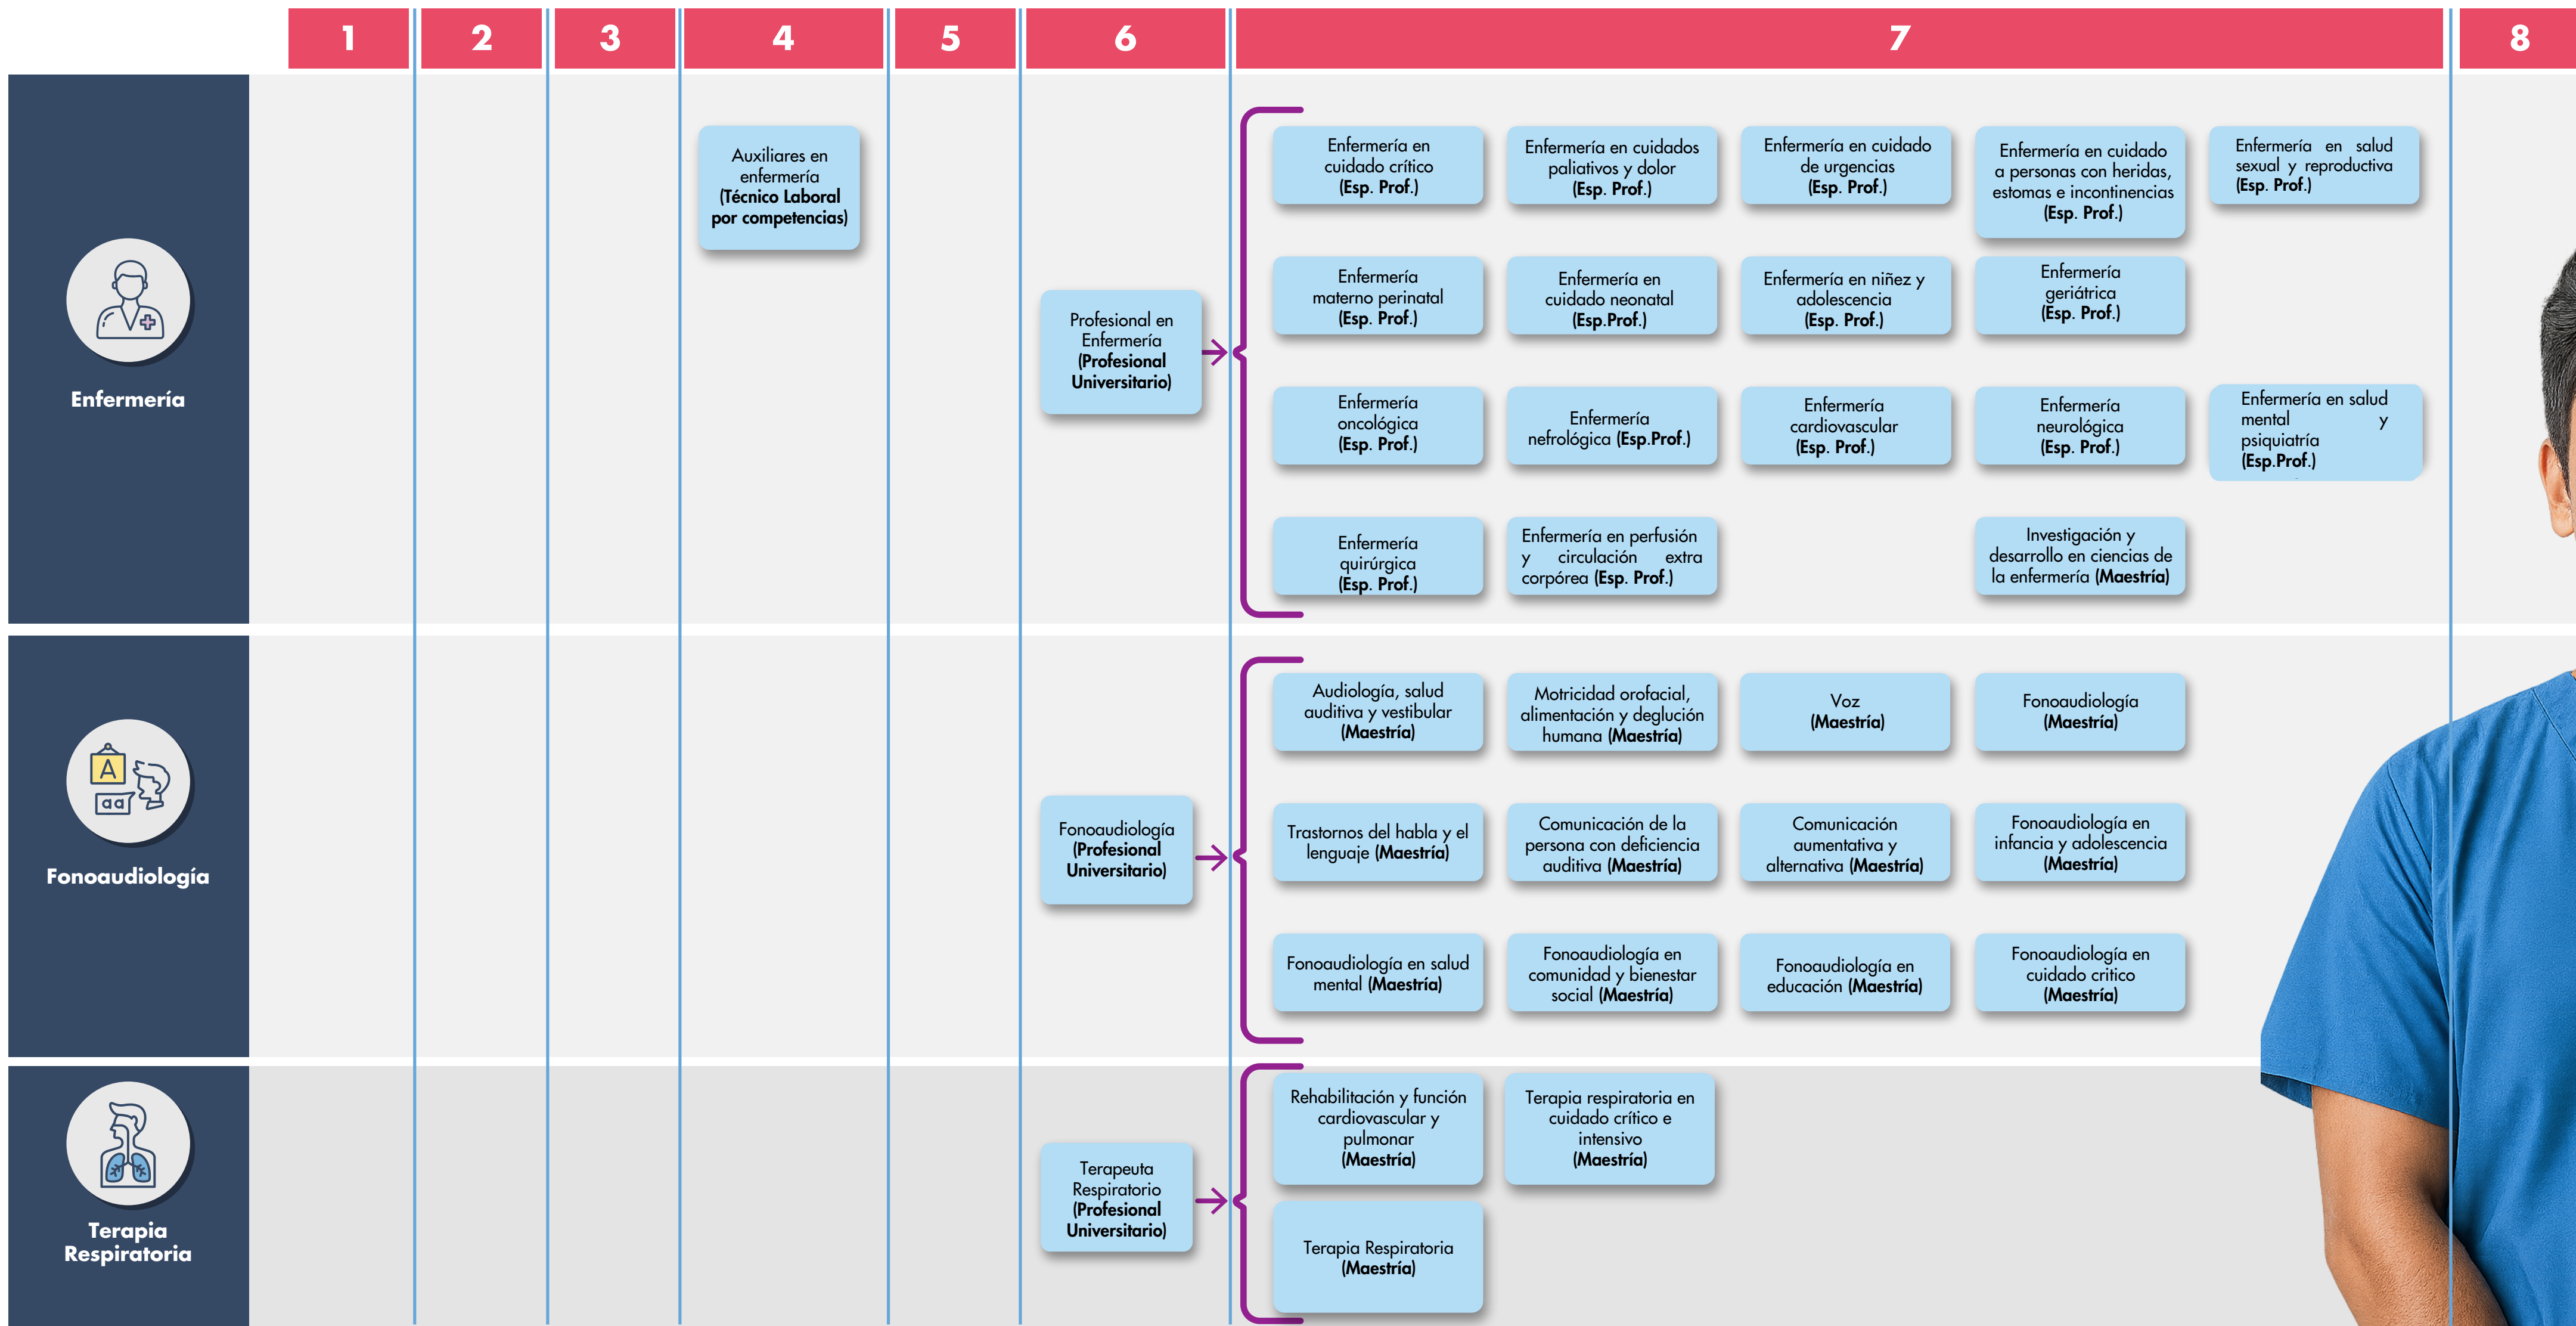 1 2 3 4 5 6 7 8
Enfermería
Auxiliares en
enfermería
(Técnico Laboral
por competencias)
Profesional en
Enfermería
(Profesional
Universitario)
Enfermería en
cuidado crítico
(Esp. Prof.)
Enfermería en cuidados
paliativos y dolor
(Esp. Prof.)
Enfermería en cuidado
de urgencias
(Esp. Prof.)
Enfermería en cuidado
a personas con heridas,
estomas e incontinencias
(Esp. Prof.)
Enfermería en salud
sexual y reproductiva
(Esp. Prof.)
Enfermería
materno perinatal
(Esp. Prof.)
Enfermería en
cuidado neonatal
(Esp.Prof.)
Enfermería en niñez y
adolescencia
(Esp. Prof.)
Enfermería
geriátrica
(Esp. Prof.)
Enfermería
oncológica
(Esp. Prof.)
Enfermería
nefrológica (Esp.Prof.)
Enfermería
cardiovascular
(Esp. Prof.)
Enfermería
neurológica
(Esp. Prof.)
Enfermería en salud
mental y
psiquiatría
(Esp.Prof.)
Enfermería
quirúrgica
(Esp. Prof.)
Enfermería en perfusión
y circulación extra
corpórea (Esp. Prof.)
Investigación y
desarrollo en ciencias de
la enfermería (Maestría)
Fonoaudiología
A
aa
Fonoaudiología
(Profesional
Universitario)
Audiología, salud
auditiva y vestibular
(Maestría)
Motricidad orofacial,
alimentación y deglución
humana (Maestría)
Voz
(Maestría)
Fonoaudiología
(Maestría)
Trastornos del habla y el
lenguaje (Maestría)
Comunicación de la
persona con deficiencia
auditiva (Maestría)
Comunicación
aumentativa y
alternativa (Maestría)
Fonoaudiología en
infancia y adolescencia
(Maestría)
Fonoaudiología en salud
mental (Maestría)
Fonoaudiología en
comunidad y bienestar
social (Maestría)
Fonoaudiología en
educación (Maestría)
Fonoaudiología en
cuidado critico
(Maestría)
Terapia
Respiratoria
Terapeuta
Respiratorio
(Profesional
Universitario)
Rehabilitación y función
cardiovascular y
pulmonar
(Maestría)
Terapia respiratoria en
cuidado crítico e
intensivo
(Maestría)
Terapia Respiratoria
(Maestría)